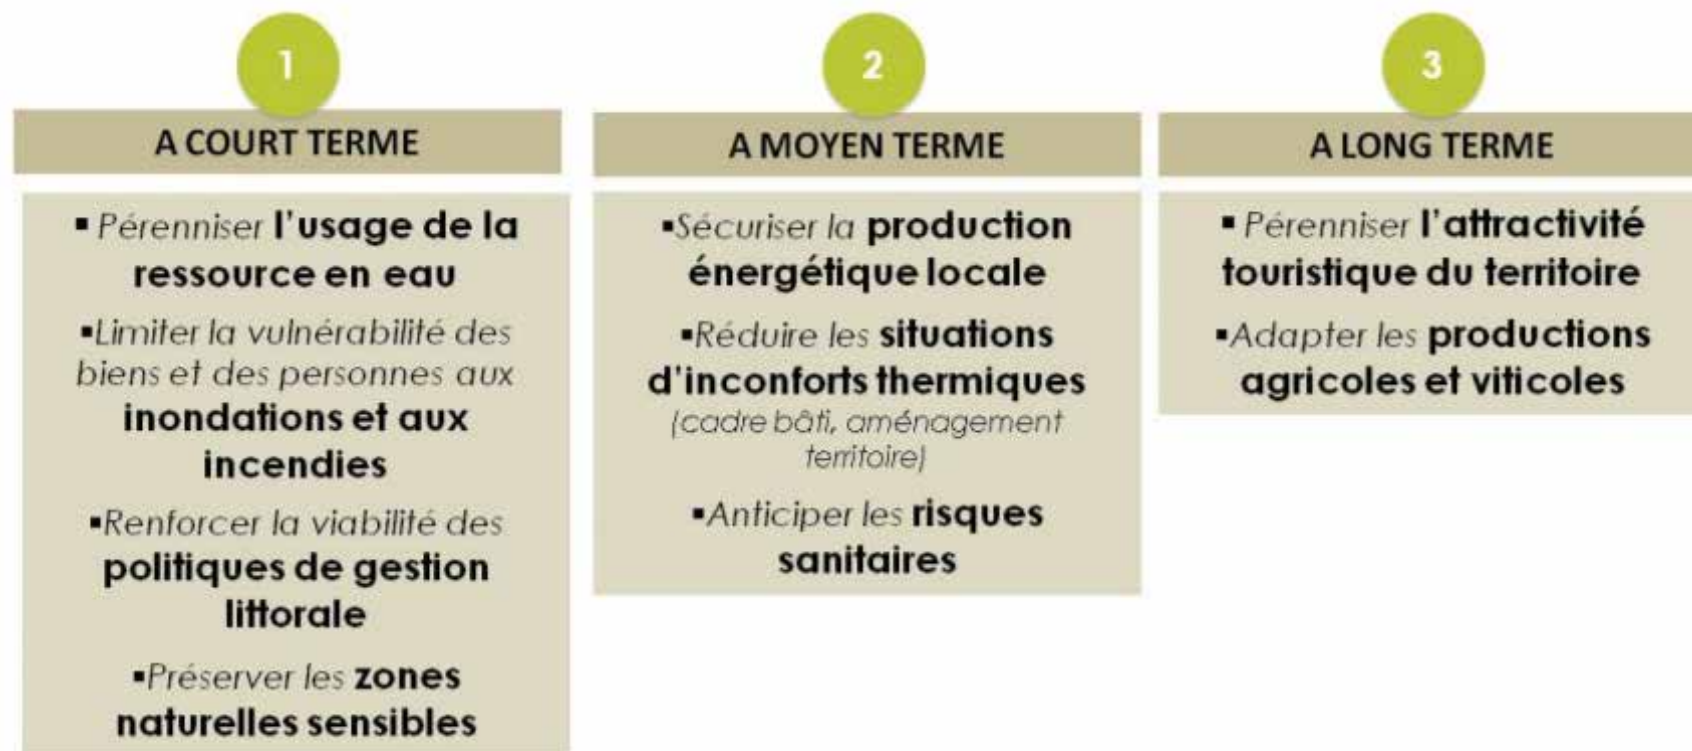 1
A COURT TERME
▪ Pérenniser l'usage de la
ressource en eau
▪Limiter la vulnérabilité des
biens et des personnes aux
inondations et aux
incendies
▪Renforcer la viabilité des
politiques de gestion
littorale
▪Préserver les zones
naturelles sensibles
2
A MOYEN TERME
▪Sécuriser la production
énergétique locale
▪Réduire les situations
d'inconforts thermiques
(cadre bâti, aménagement
territoire)
▪Anticiper les risques
sanitaires
3
A LONG TERME
▪ Pérenniser l'attractivité
touristique du territoire
▪Adapter les productions
agricoles et viticoles